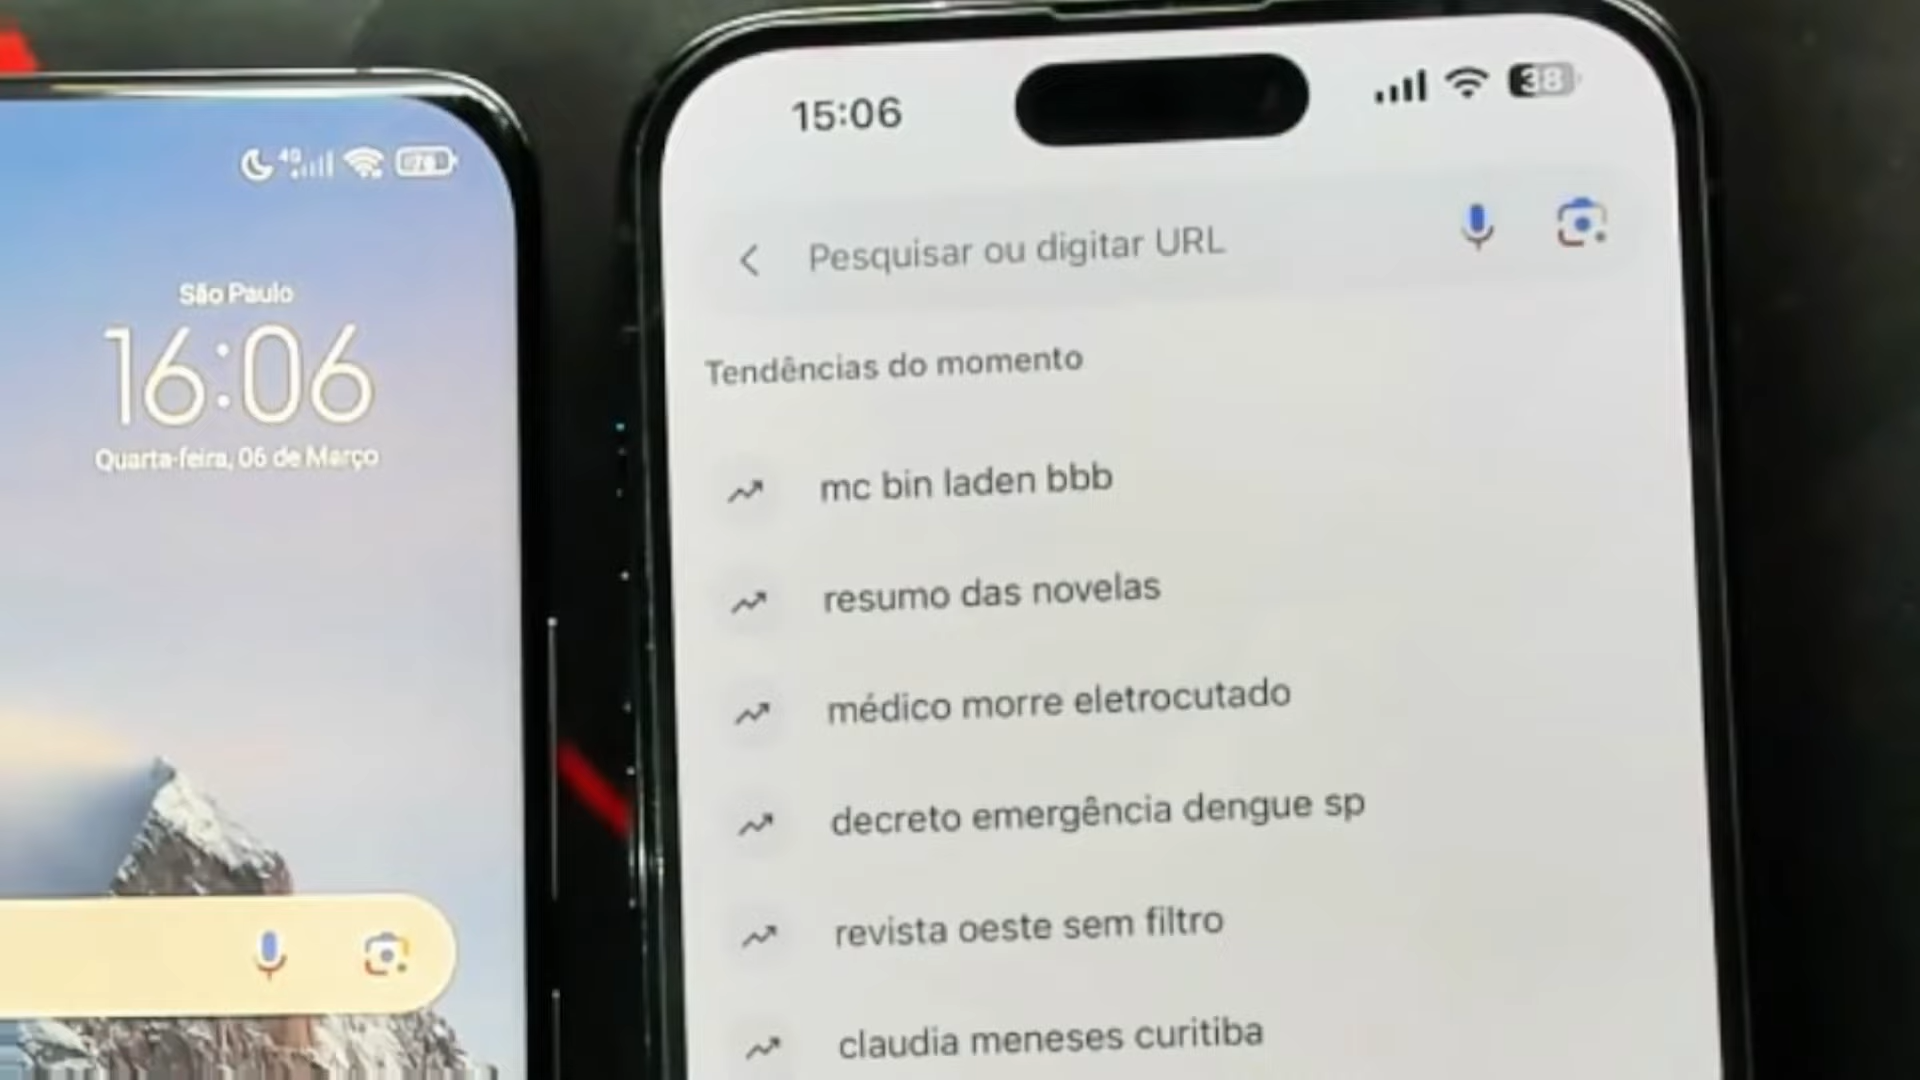 4G
78
São Paulo
16:06
Quarta-feira, 06 de Março
15:06
38
Pesquisar ou digitar URL
Tendências do momento
mc bin laden bbb
resumo das novelas
médico morre eletrocutado
decreto emergência dengue sp
revista oeste sem filtro
claudia meneses curitiba